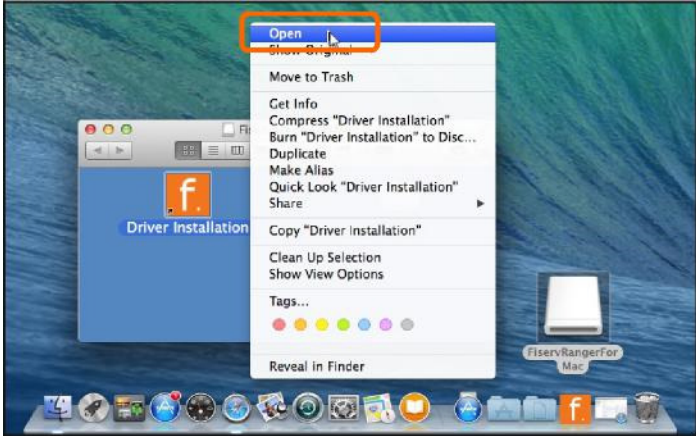 Open
Show Original
Move to Trash
Get Info
Compress "Driver Installation"
Burn "Driver Installation" to Disc...
Duplicate
Make Alias
Quick Look "Driver Installation"
Share
Copy "Driver Installation"
Clean Up Selection
Show View Options
Tags...
Reveal in Finder
Fi
f.
Driver Installation
FiservRangerFor
Mac
f.